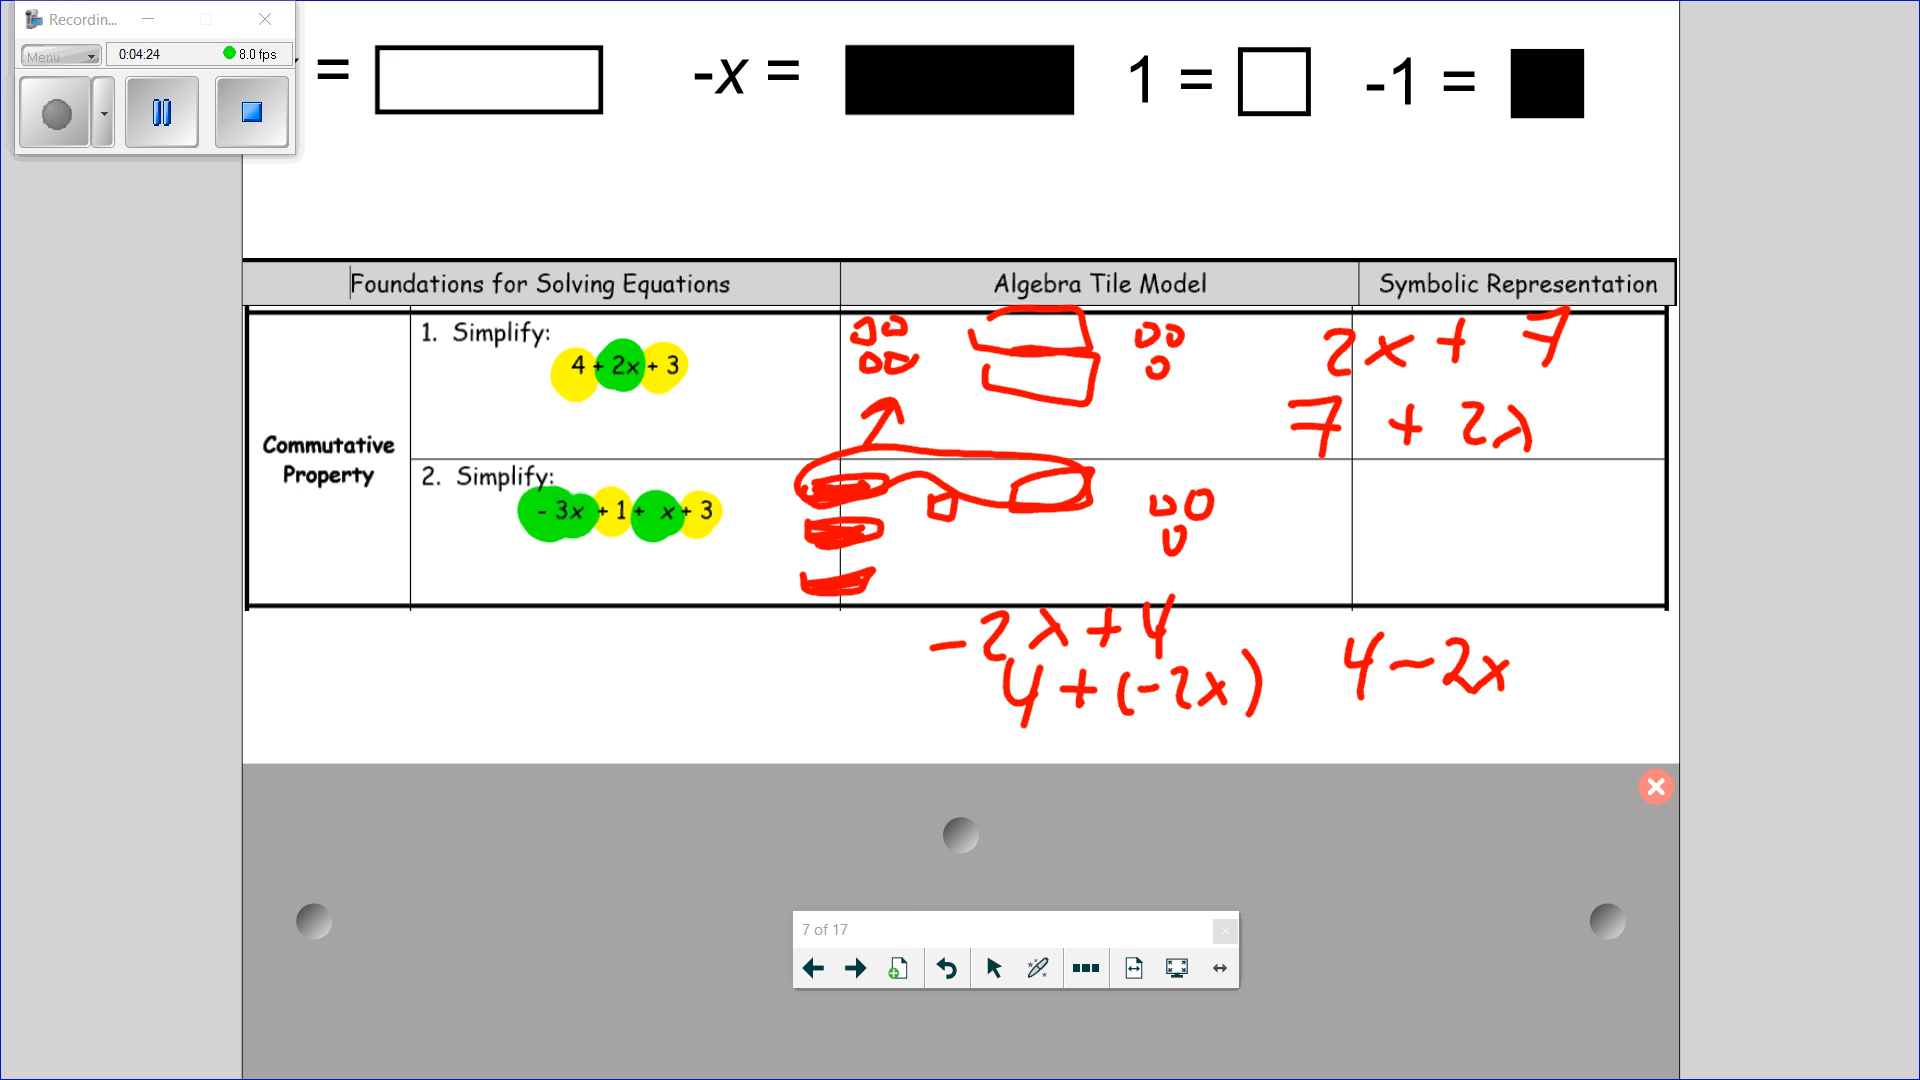 Recordin...
Menu 0:04:24 8.0 fps
= -x = 1 = -1 =
Foundations for Solving Equations Algebra Tile Model Symbolic Representation
Commutative
Property
1. Simplify:
4 + 2x + 3
2x + 7
7 + 2x
2. Simplify:
- 3x + 1 + x + 3
-2x + 4
4 + (-2x) 4 - 2x
7 of 17